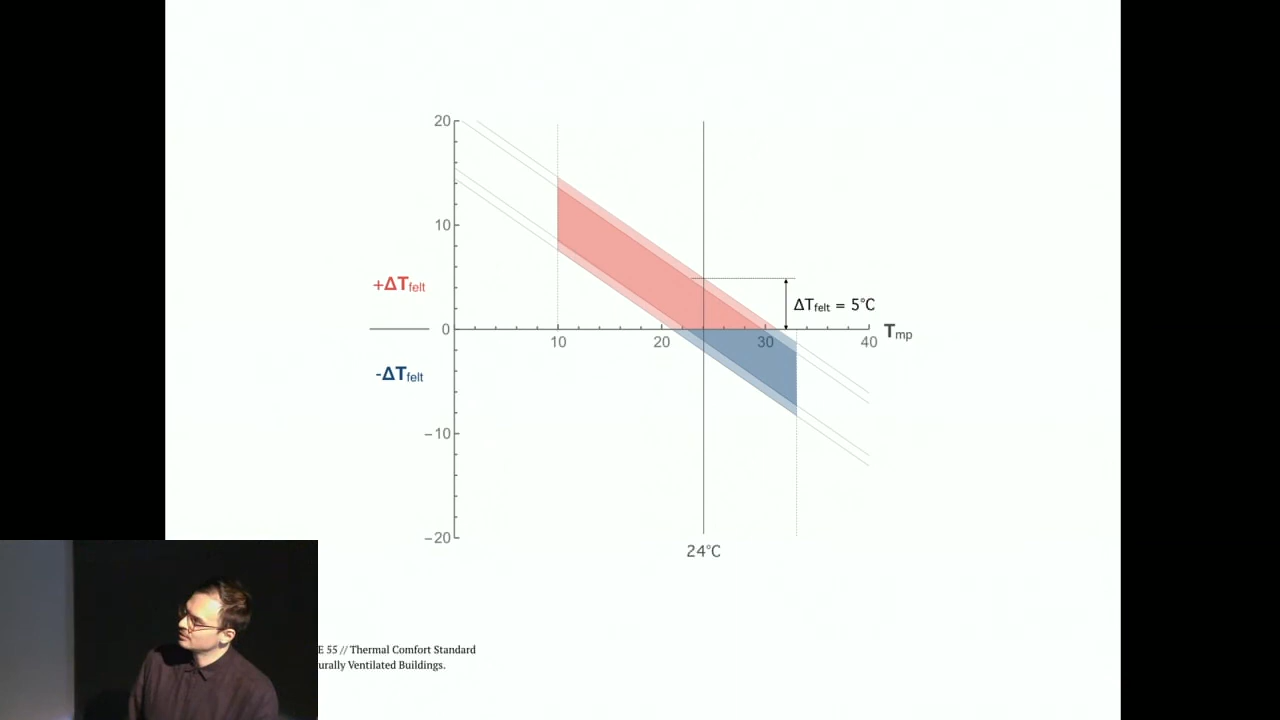 20
10
+ΔTfelt
ΔTfelt = 5°C
0
10
20
30
40
Tmp
-ΔTfelt
−10
−20
24°C
E 55 // Thermal Comfort Standard
urally Ventilated Buildings.